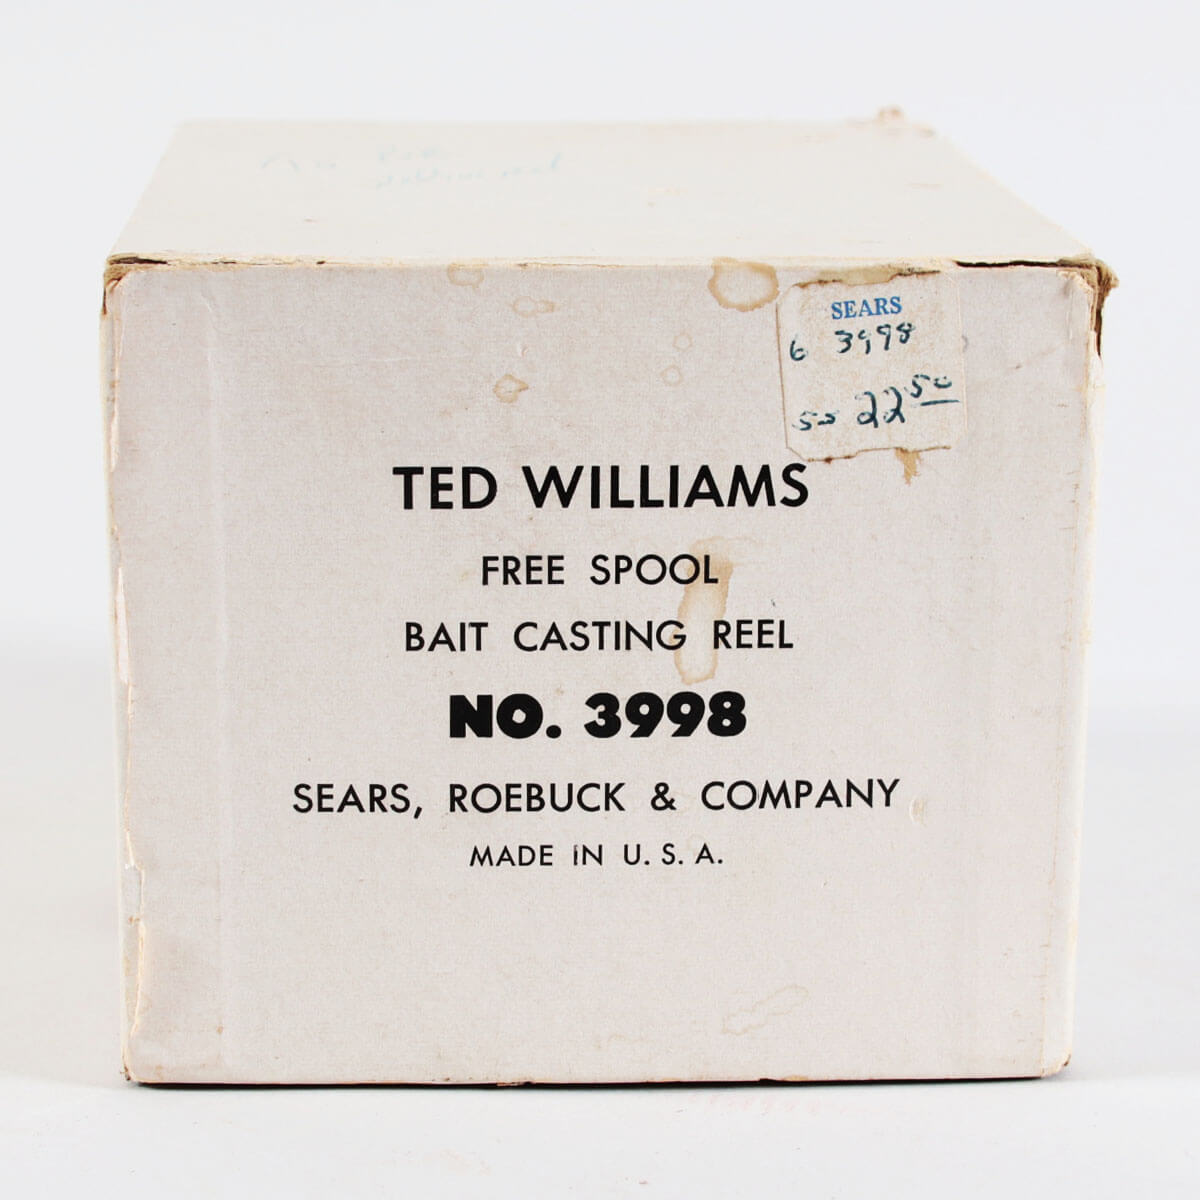 SEARS
6 3998
50 22 50
TED WILLIAMS
FREE SPOOL
BAIT CASTING REEL
NO. 3998
SEARS, ROEBUCK & COMPANY
MADE IN U. S. A.